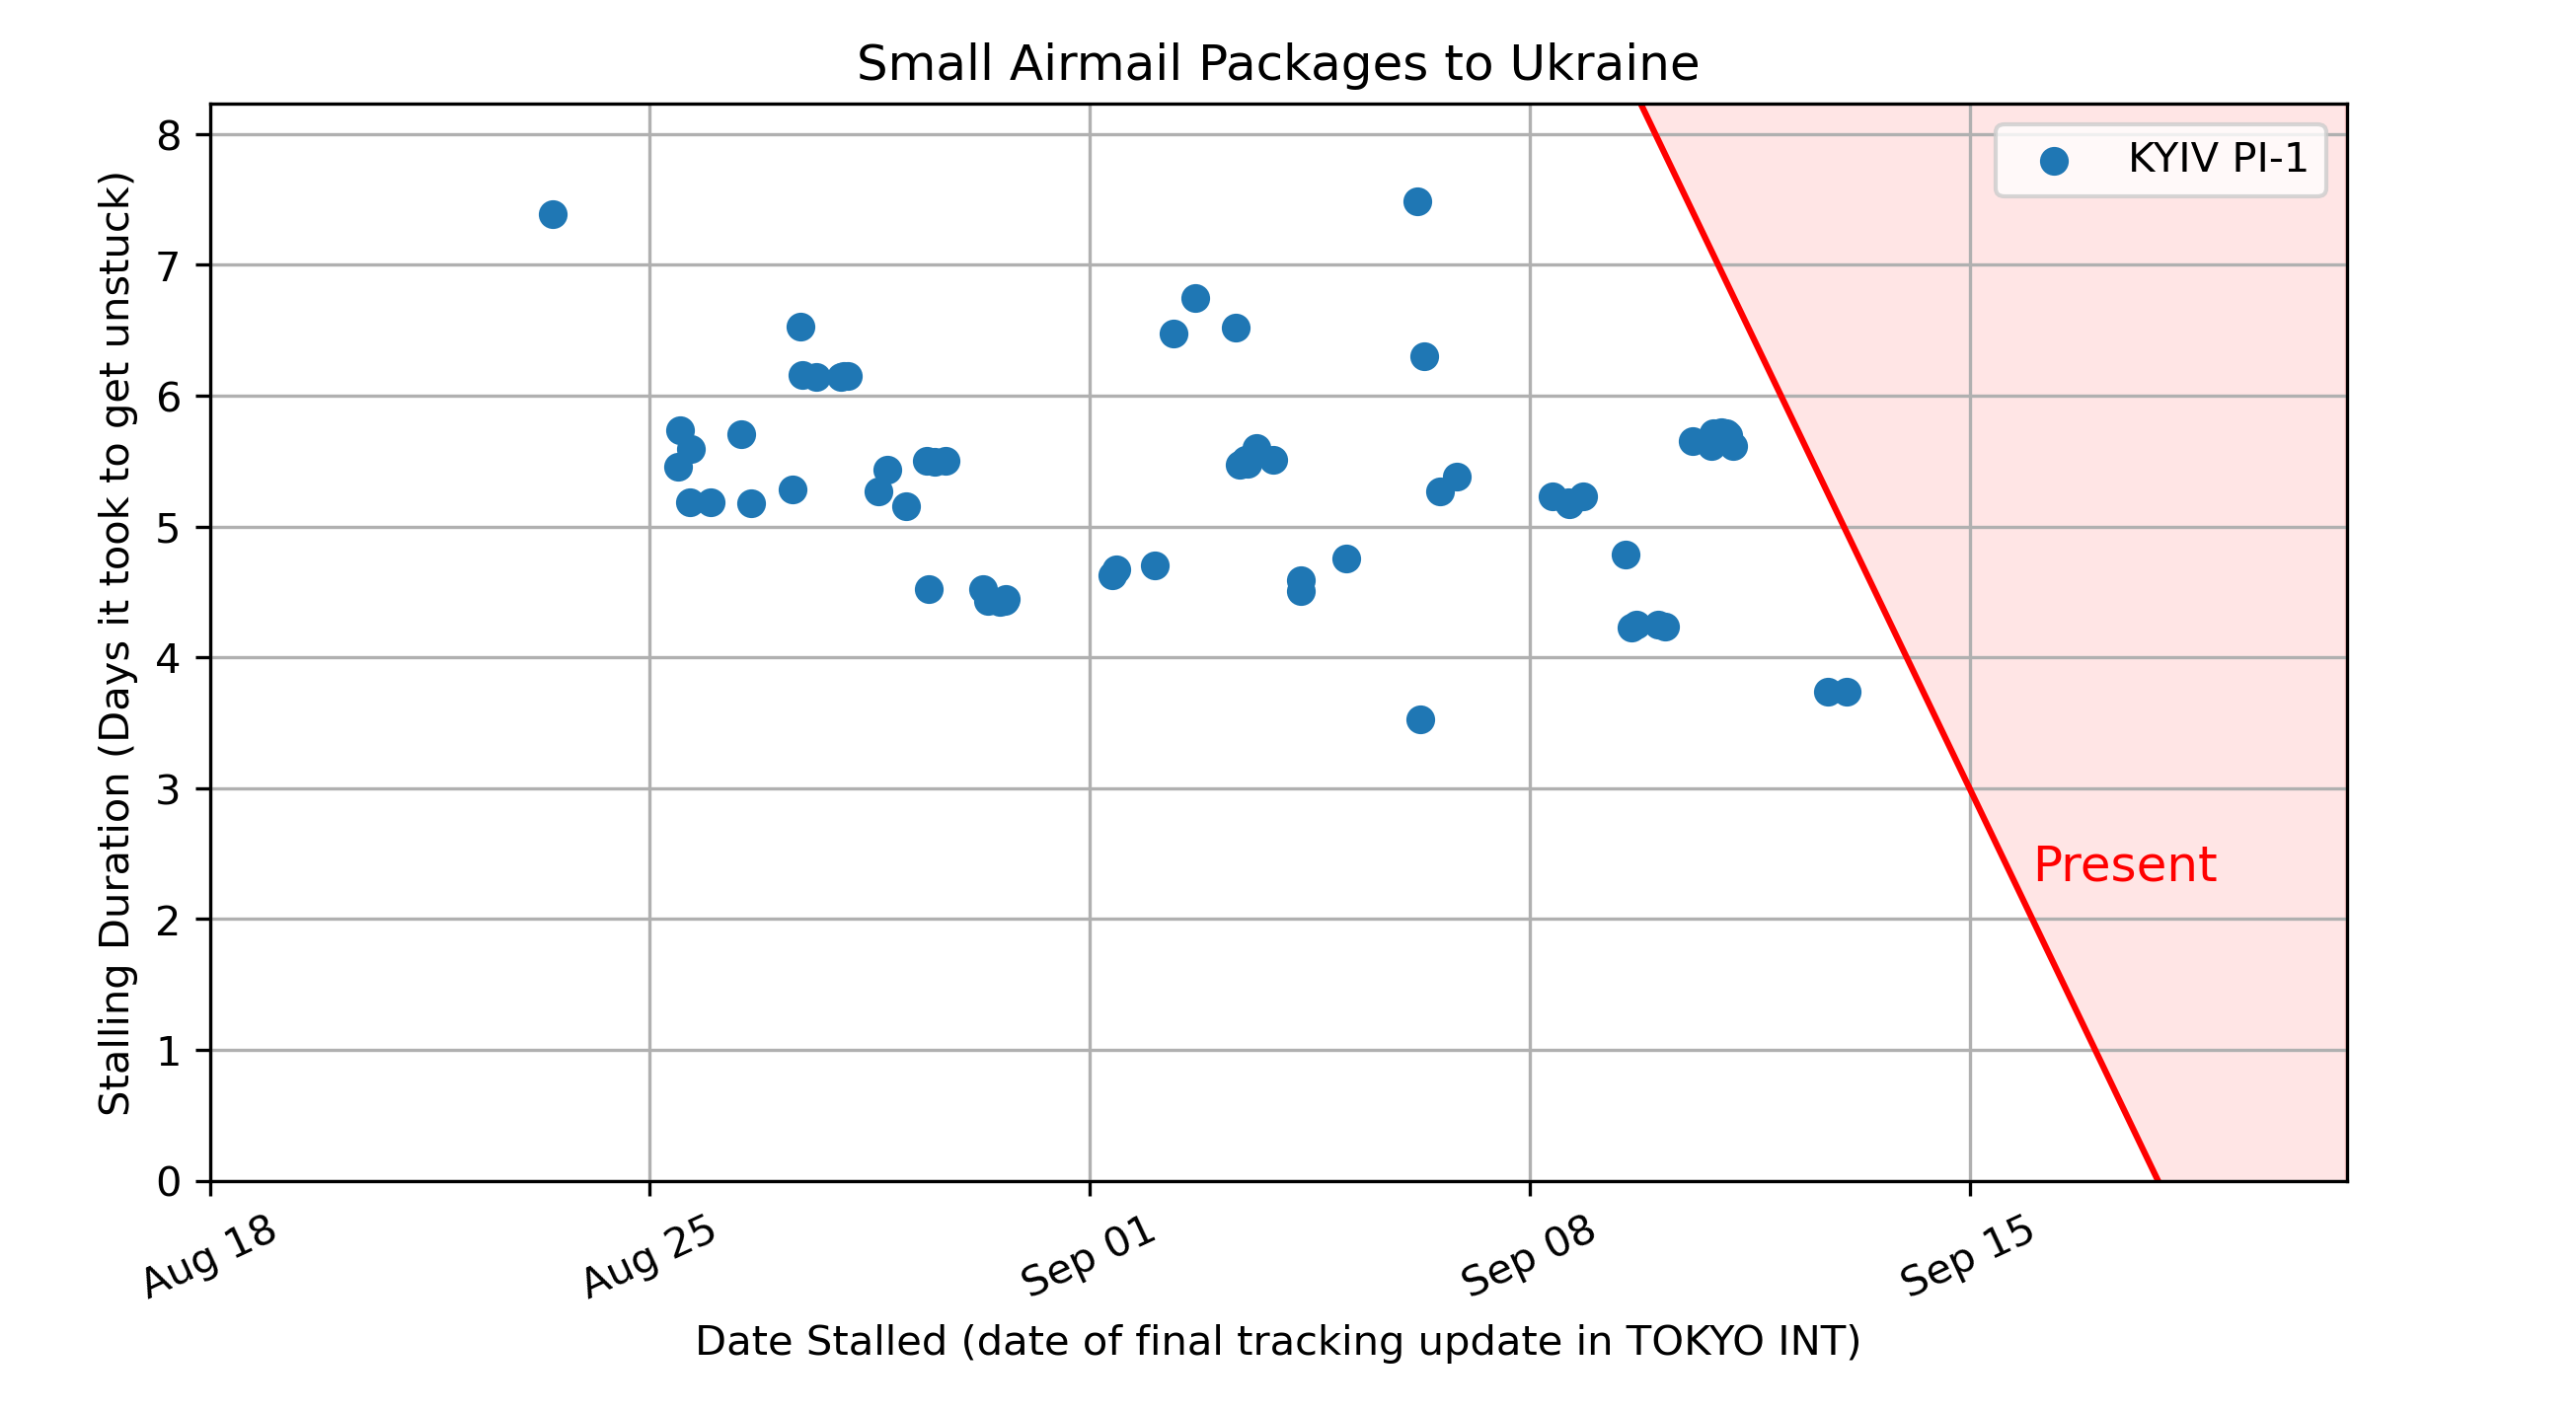 Small Airmail Packages to Ukraine
KYIV PI-1
Stalling Duration (Days it took to get unstuck)
8
7
6
5
4
3
2
1
0
Present
Aug 18
Aug 25
Sep 01
Sep 08
Sep 15
Date Stalled (date of final tracking update in TOKYO INT)